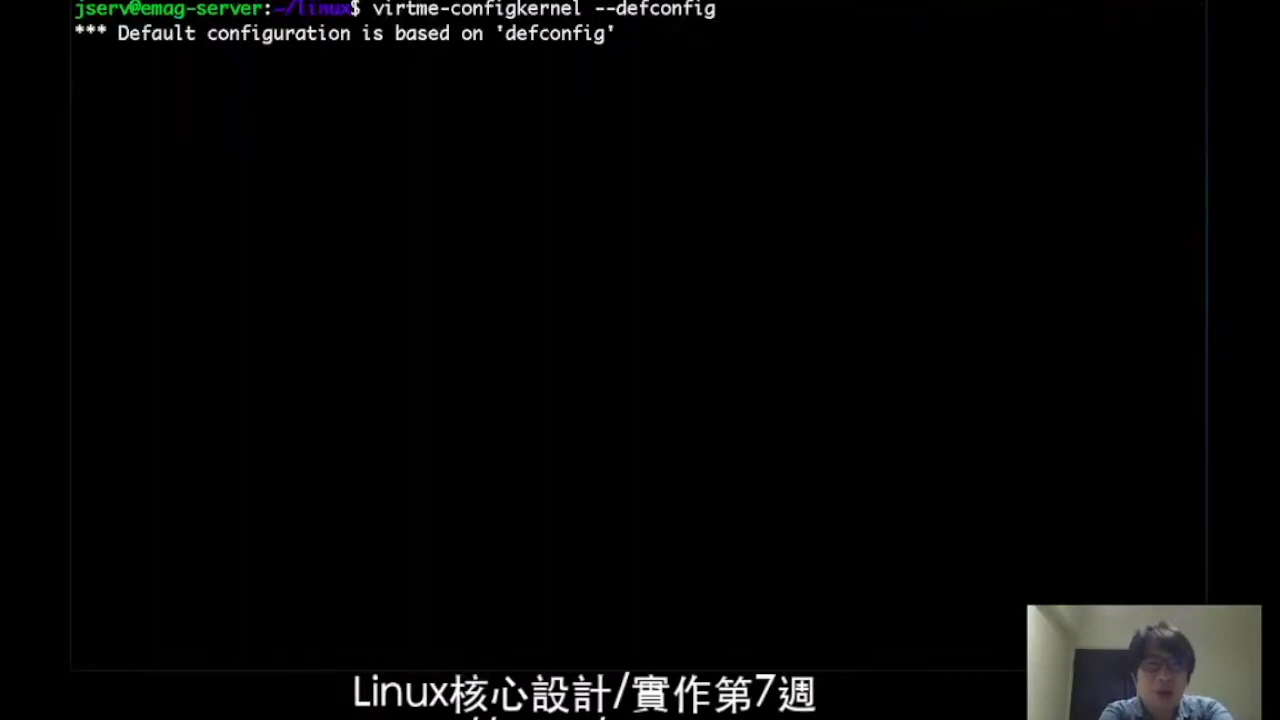 jserv@emag-server:~/linux$ virtme-configkernel --defconfig
*** Default configuration is based on 'defconfig'
Linux核心設計/實作第7週